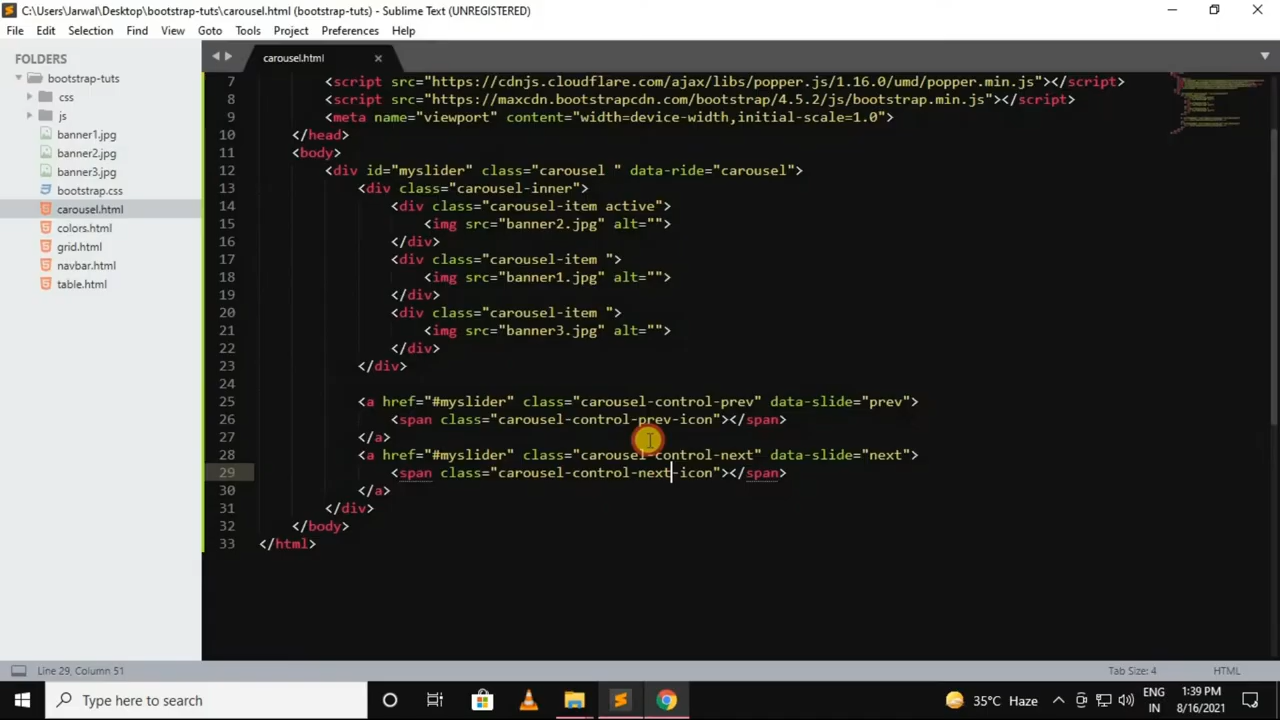 C:\Users\Jarwal\Desktop\bootstrap-tuts\carousel.html (bootstrap-tuts) - Sublime Text (UNREGISTERED)
File Edit Selection Find View Goto Tools Project Preferences Help
FOLDERS
bootstrap-tuts
css
js
banner1.jpg
banner2.jpg
banner3.jpg
bootstrap.css
carousel.html
colors.html
grid.html
navbar.html
table.html
carousel.html
7 <script src="https://cdnjs.cloudflare.com/ajax/libs/popper.js/1.16.0/umd/popper.min.js"></script>
8 <script src="https://maxcdn.bootstrapcdn.com/bootstrap/4.5.2/js/bootstrap.min.js"></script>
9 <meta name="viewport" content="width=device-width,initial-scale=1.0">
10 </head>
11 <body>
12 <div id="myslider" class="carousel " data-ride="carousel">
13 <div class="carousel-inner">
14 <div class="carousel-item active">
15 <img src="banner2.jpg" alt="">
16 </div>
17 <div class="carousel-item ">
18 <img src="banner1.jpg" alt="">
19 </div>
20 <div class="carousel-item ">
21 <img src="banner3.jpg" alt="">
22 </div>
23 </div>
24
25 <a href="#myslider" class="carousel-control-prev" data-slide="prev">
26 <span class="carousel-control-prev-icon"></span>
27 </a>
28 <a href="#myslider" class="carousel-control-next" data-slide="next">
29 <span class="carousel-control-next-icon"></span>
30 </a>
31 </div>
32 </body>
33 </html>
Line 29, Column 51
Tab Size: 4
HTML
Type here to search
35°C Haze
ENG
IN
1:39 PM
8/16/2021